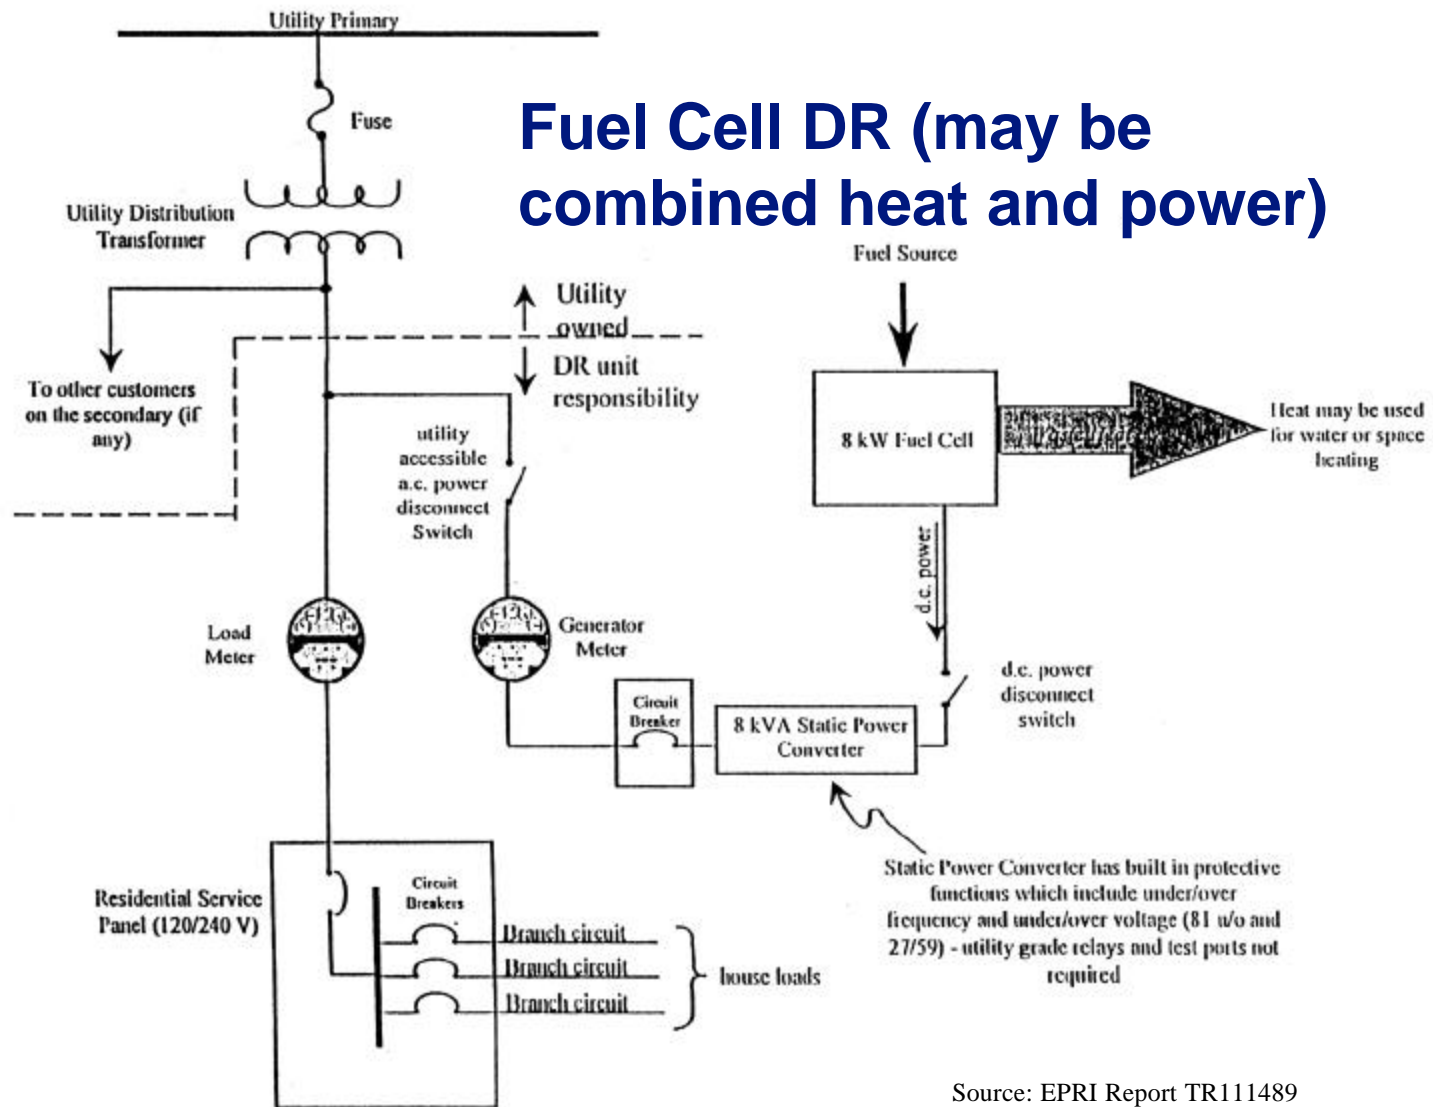 Utility Primary
Fuse
Fuel Cell DR (may be
combined heat and power)
Utility Distribution
Transformer
Fuel Source
Utility
owned
DR unit
responsibility
To other customers
on the secondary (if
any)
utility
accessible
a.c. power
disconnect
Switch
8 kW Fuel Cell
Heat may be used
for water or space
heating
d.c. power
Load
Meter
Generator
Meter
d.c. power
disconnect
switch
Circuit
Breaker
8 kVA Static Power
Converter
Residential Service
Panel (120/240 V)
Circuit
Breakers
Branch circuit
Branch circuit
Branch circuit
house loads
Static Power Converter has built in protective
functions which include under/over
frequency and under/over voltage (81 u/o and
27/59) - utility grade relays and test ports not
required
Source: EPRI Report TR111489